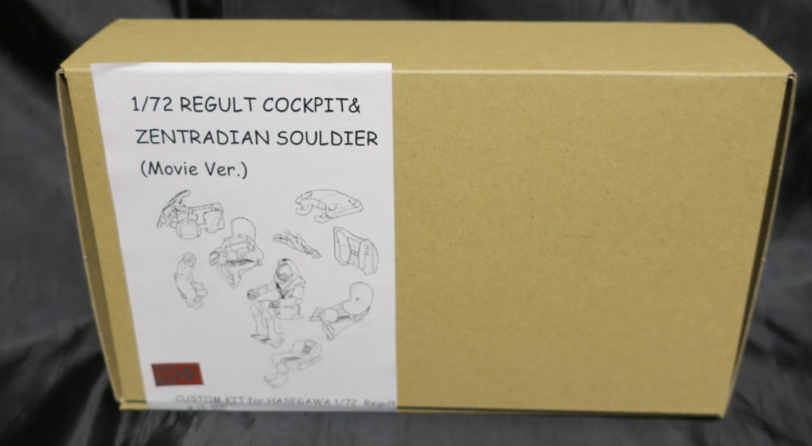 1/72 REGULT COCKPIT&
ZENTRADIAN SOULDIER
(Movie Ver.)
CUSTOM KIT for HASEGAWA 1/72 Regult